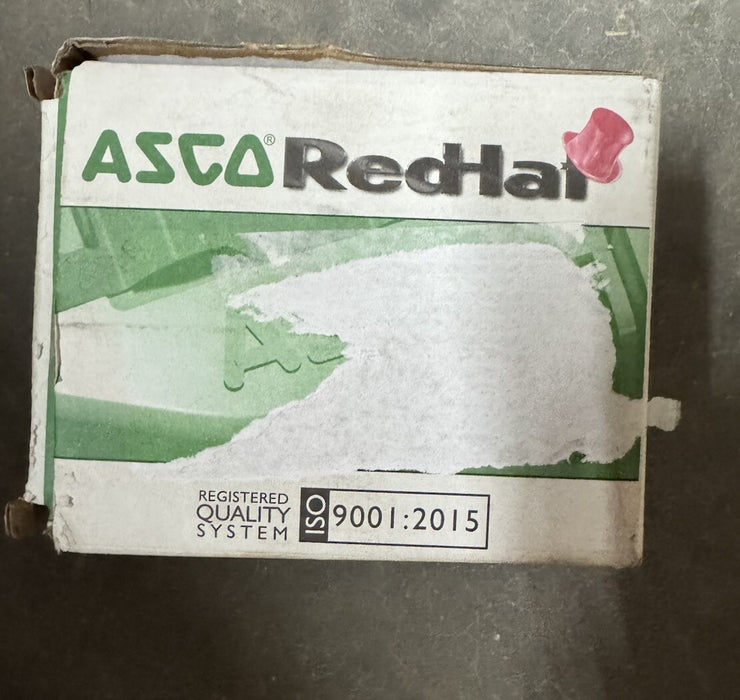 ASCO® RedHat
REGISTERED
QUALITY
SYSTEM
ISO 9001:2015